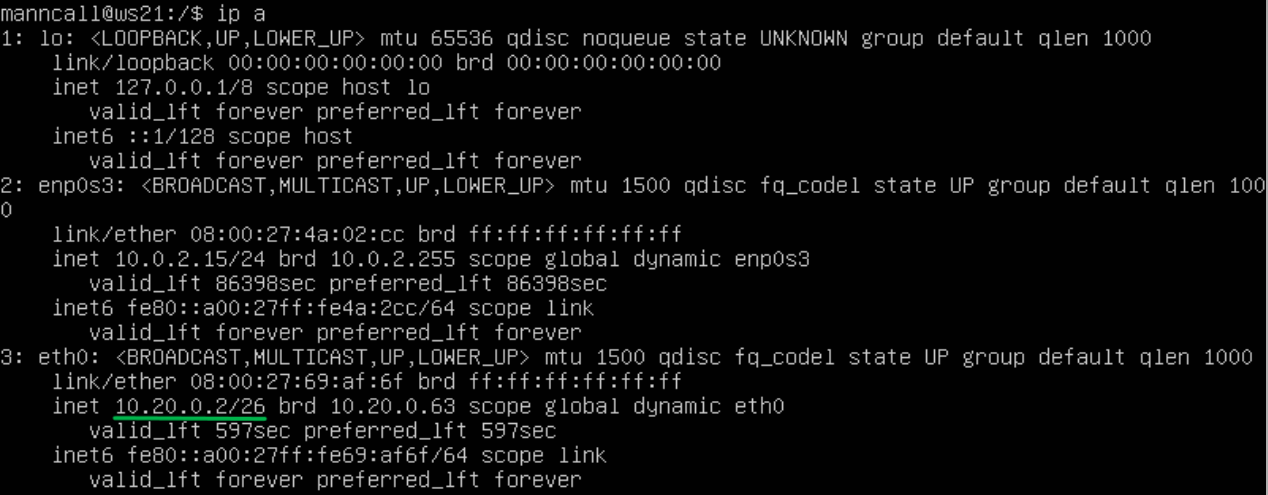 manncall@ws21:/$ ip a
1: lo: <LOOPBACK,UP,LOWER_UP> mtu 65536 qdisc noqueue state UNKNOWN group default qlen 1000
    link/loopback 00:00:00:00:00:00 brd 00:00:00:00:00:00
    inet 127.0.0.1/8 scope host lo
       valid_lft forever preferred_lft forever
    inet6 ::1/128 scope host
       valid_lft forever preferred_lft forever
2: enp0s3: <BROADCAST,MULTICAST,UP,LOWER_UP> mtu 1500 qdisc fq_codel state UP group default qlen 100
0
    link/ether 08:00:27:4a:02:cc brd ff:ff:ff:ff:ff:ff
    inet 10.0.2.15/24 brd 10.0.2.255 scope global dynamic enp0s3
       valid_lft 86398sec preferred_lft 86398sec
    inet6 fe80::a00:27ff:fe4a:2cc/64 scope link
       valid_lft forever preferred_lft forever
3: eth0: <BROADCAST,MULTICAST,UP,LOWER_UP> mtu 1500 qdisc fq_codel state UP group default qlen 1000
    link/ether 08:00:27:69:af:6f brd ff:ff:ff:ff:ff:ff
    inet 10.20.0.2/26 brd 10.20.0.63 scope global dynamic eth0
       valid_lft 597sec preferred_lft 597sec
    inet6 fe80::a00:27ff:fe69:af6f/64 scope link
       valid_lft forever preferred_lft forever